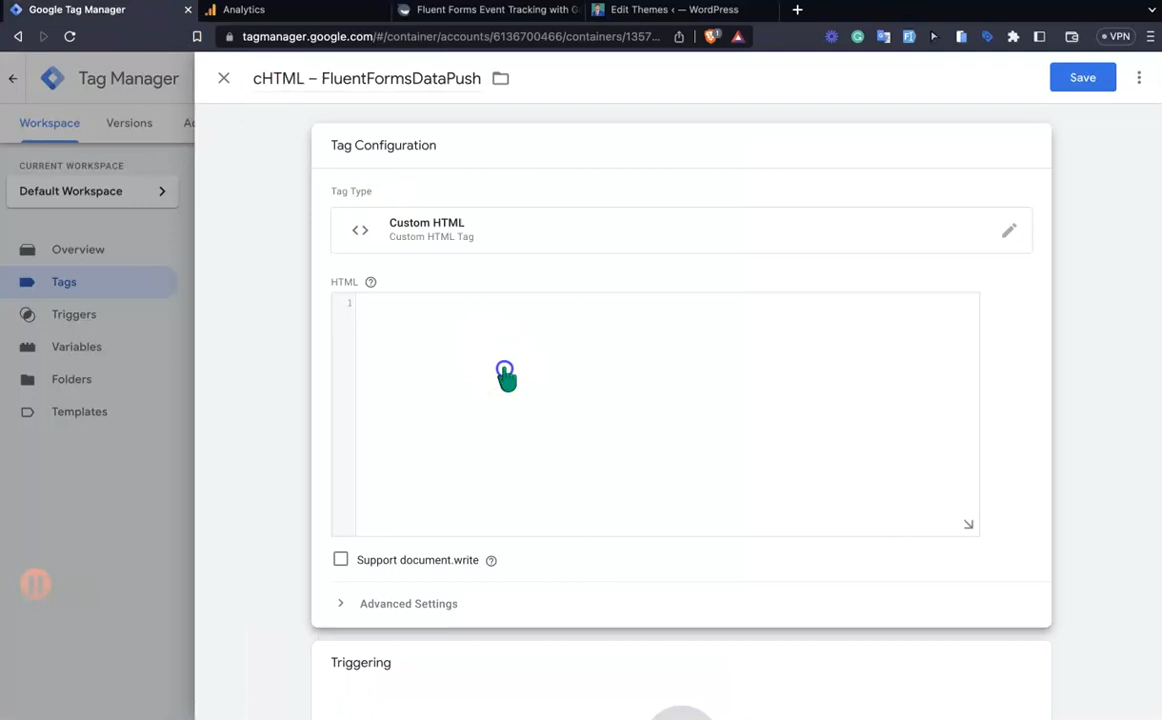 Google Tag Manager
Analytics
Fluent Forms Event Tracking with G
Edit Themes ‹ — WordPress
tagmanager.google.com/#/container/accounts/6136700466/containers/1357...
VPN
Tag Manager
cHTML – FluentFormsDataPush
Save
Workspace
Versions
Ad
CURRENT WORKSPACE
Default Workspace
Overview
Tags
Triggers
Variables
Folders
Templates
Tag Configuration
Tag Type
Custom HTML
Custom HTML Tag
HTML
1
Support document.write
Advanced Settings
Triggering